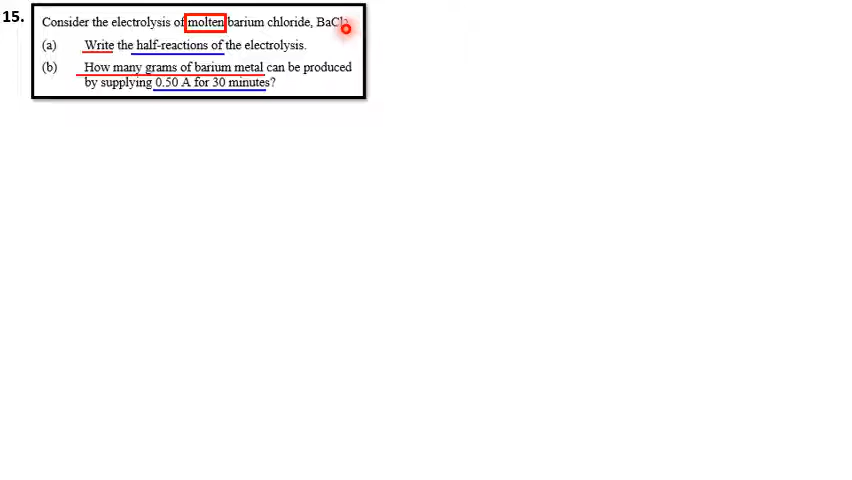 15.
Consider the electrolysis of molten barium chloride, BaCl₂
(a) Write the half-reactions of the electrolysis.
(b) How many grams of barium metal can be produced
by supplying 0.50 A for 30 minutes?